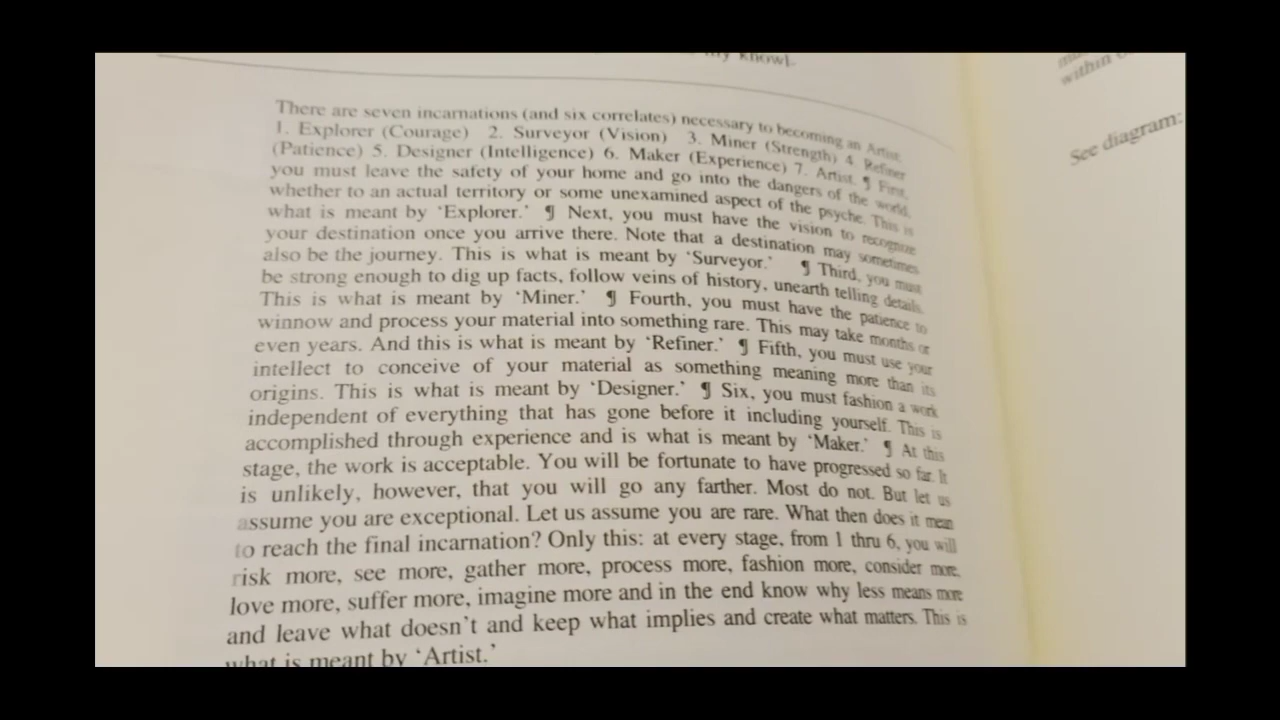 my knowl-
There are seven incarnations (and six correlates) necessary to becoming an Artist:
1. Explorer (Courage) 2. Surveyor (Vision) 3. Miner (Strength) 4. Refiner
(Patience) 5. Designer (Intelligence) 6. Maker (Experience) 7. Artist. ¶ First,
you must leave the safety of your home and go into the dangers of the world,
whether to an actual territory or some unexamined aspect of the psyche. This is
what is meant by ‘Explorer.’ ¶ Next, you must have the vision to recognize
your destination once you arrive there. Note that a destination may sometimes
also be the journey. This is what is meant by ‘Surveyor.’ ¶ Third, you must
be strong enough to dig up facts, follow veins of history, unearth telling details.
This is what is meant by ‘Miner.’ ¶ Fourth, you must have the patience to
winnow and process your material into something rare. This may take months or
even years. And this is what is meant by ‘Refiner.’ ¶ Fifth, you must use your
intellect to conceive of your material as something meaning more than its
origins. This is what is meant by ‘Designer.’ ¶ Six, you must fashion a work
independent of everything that has gone before it including yourself. This is
accomplished through experience and is what is meant by ‘Maker.’ ¶ At this
stage, the work is acceptable. You will be fortunate to have progressed so far. It
is unlikely, however, that you will go any farther. Most do not. But let us
assume you are exceptional. Let us assume you are rare. What then does it mean
to reach the final incarnation? Only this: at every stage, from 1 thru 6, you will
risk more, see more, gather more, process more, fashion more, consider more,
love more, suffer more, imagine more and in the end know why less means more
and leave what doesn’t and keep what implies and create what matters. This is
what is meant by ‘Artist.’
within
See diagram: